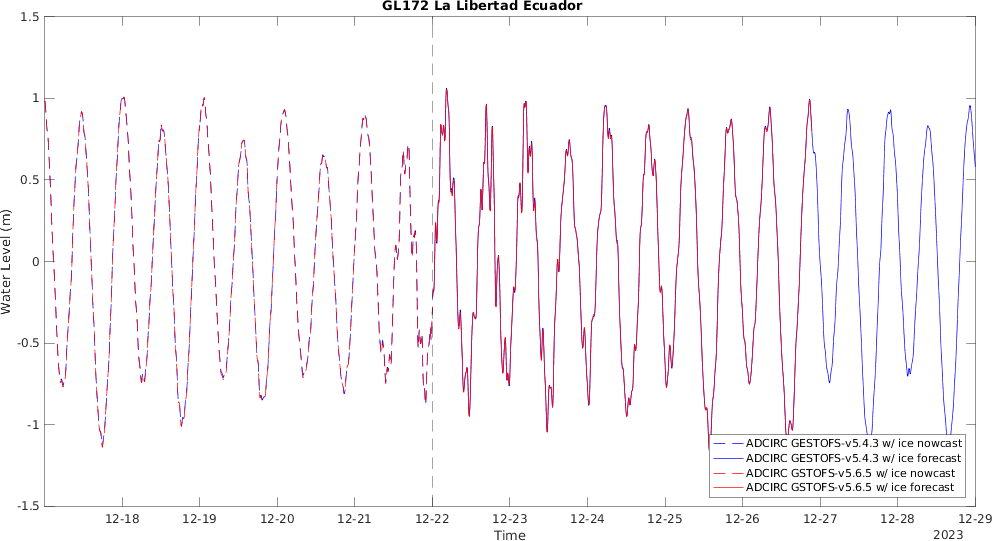 GL172 La Libertad Ecuador
1.5
1
0.5
0
-0.5
-1
-1.5
Water Level (m)
ADCIRC GESTOFS-v5.4.3 w/ ice nowcast
ADCIRC GESTOFS-v5.4.3 w/ ice forecast
ADCIRC GSTOFS-v5.6.5 w/ ice nowcast
ADCIRC GSTOFS-v5.6.5 w/ ice forecast
12-18 12-19 12-20 12-21 12-22 12-23 12-24 12-25 12-26 12-27 12-28 12-29
Time
2023